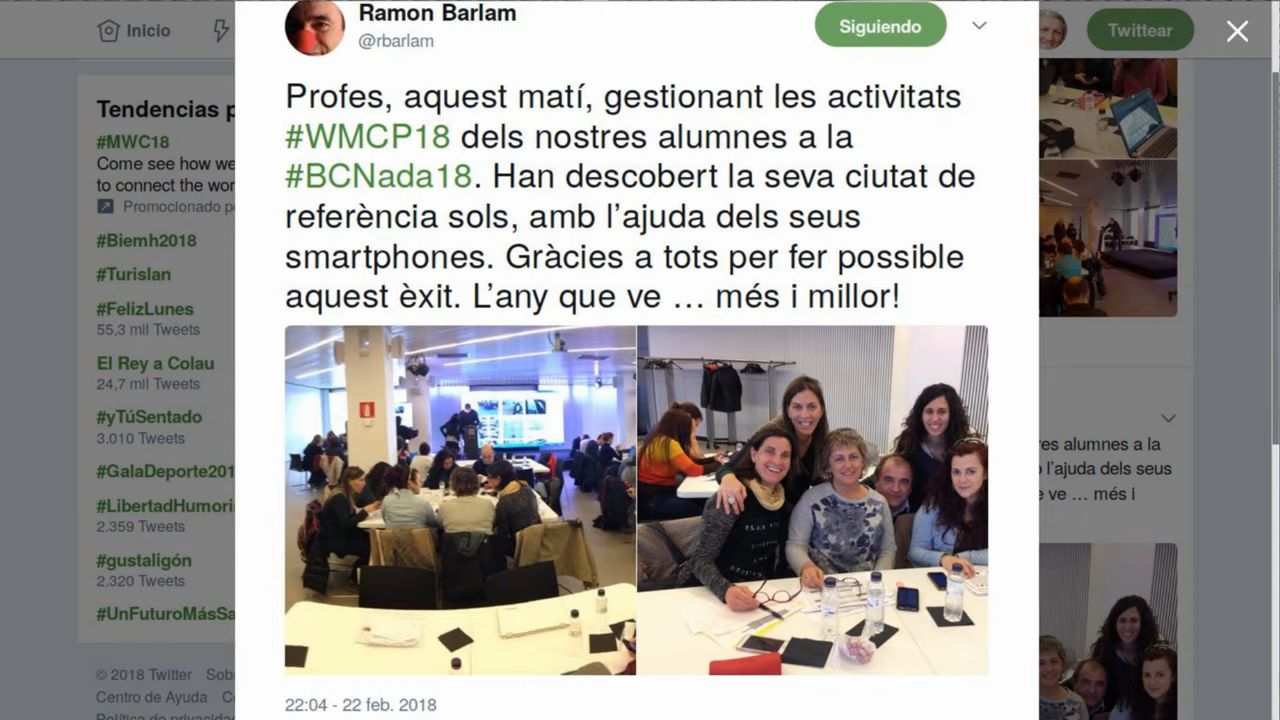 Inicio
Tendencias p
#MWC18
Come see how we
to connect the wor
Promocionado p
#Biemh2018
#Turislan
#FelizLunes
55,3 mil Tweets
El Rey a Colau
24,7 mil Tweets
#yTúSentado
3.010 Tweets
#GalaDeporte201
#LibertadHumori
2.359 Tweets
#gustaligón
2.320 Tweets
#UnFuturoMásSa
© 2018 Twitter Sob
Centro de Ayuda C
Política de privacidad
Ramon Barlam
@rbarlam
Siguiendo
Profes, aquest matí, gestionant les activitats
#WMCP18 dels nostres alumnes a la
#BCNada18. Han descobert la seva ciutat de
referència sols, amb l’ajuda dels seus
smartphones. Gràcies a tots per fer possible
aquest èxit. L’any que ve … més i millor!
22:04 - 22 feb. 2018
Twittear
res alumnes a la
l’ajuda dels seus
e ve … més i